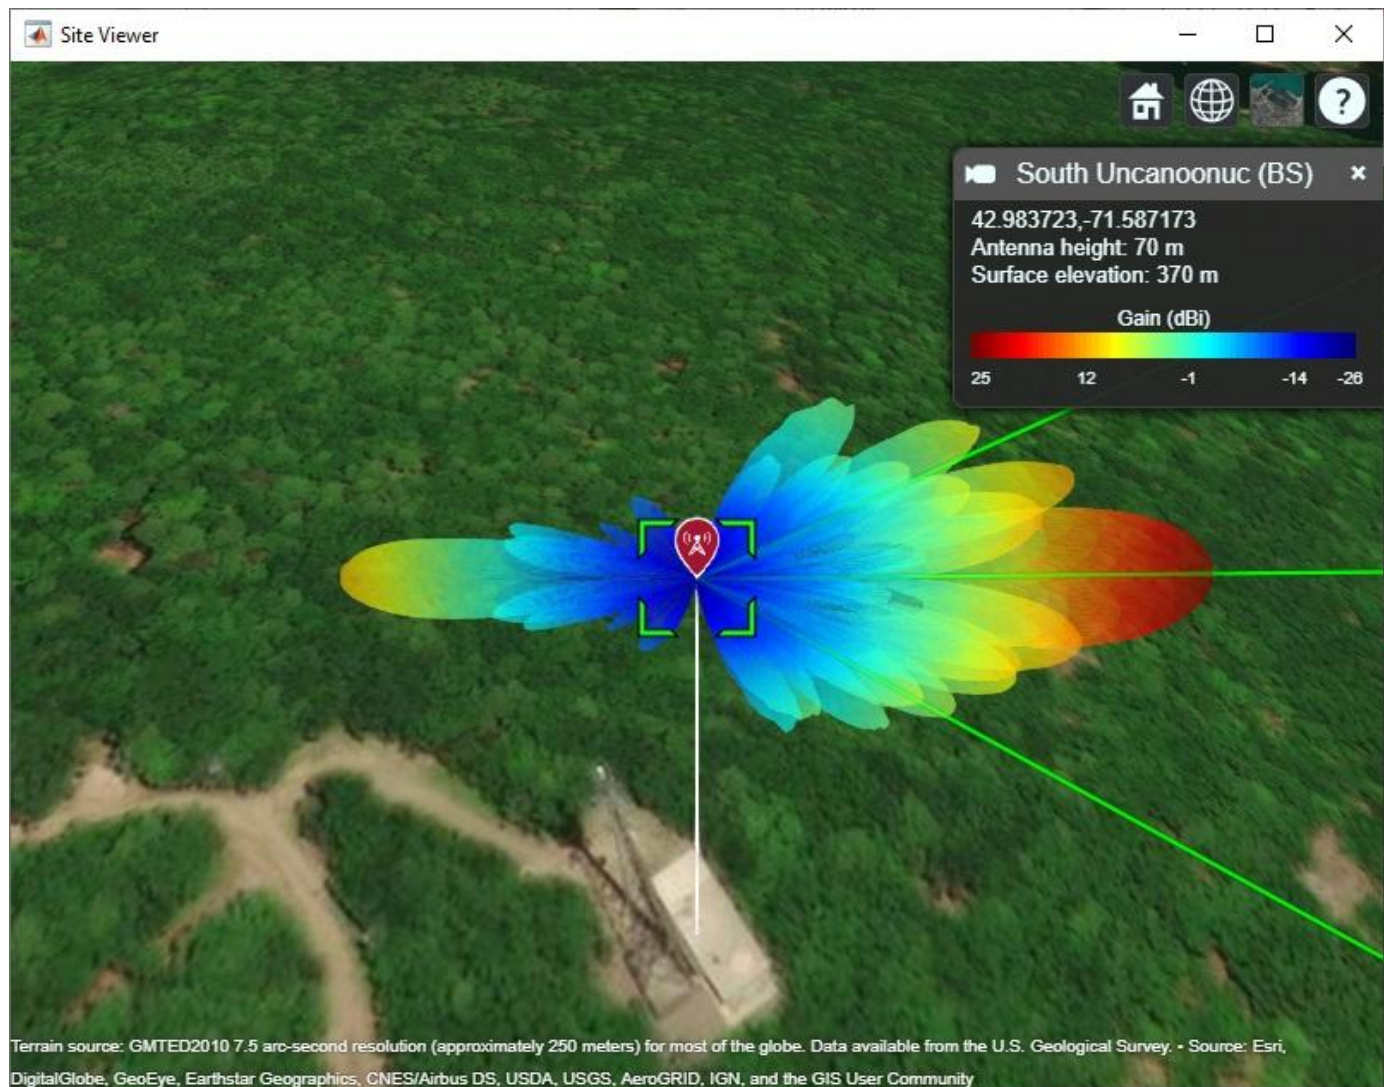 Site Viewer
South Uncanoonuc (BS)
42.983723,-71.587173
Antenna height: 70 m
Surface elevation: 370 m
Gain (dBi)
25 12 -1 -14 -26
Terrain source: GMTED2010 7.5 arc-second resolution (approximately 250 meters) for most of the globe. Data available from the U.S. Geological Survey. - Source: Esri,
DigitalGlobe, GeoEye, Earthstar Geographics, CNES/Airbus DS, USDA, USGS, AeroGRID, IGN, and the GIS User Community